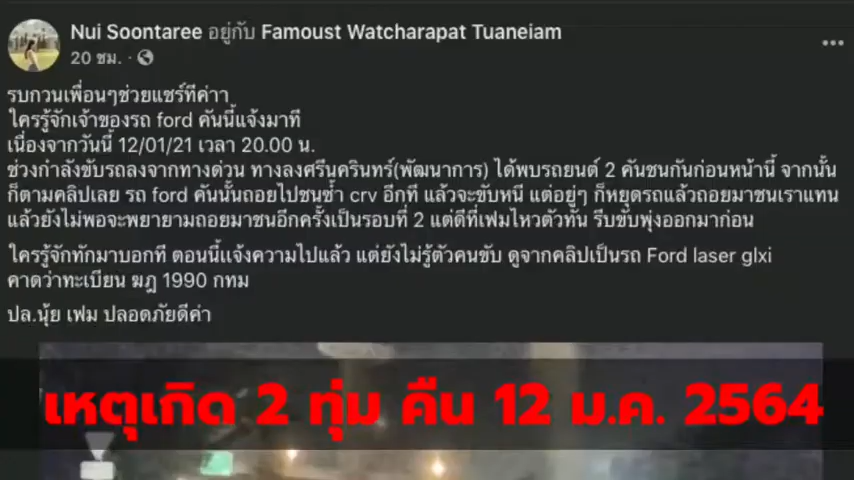 Nui Soontaree อยู่กับ Famoust Watcharapat Tuaneiam
20 ชม. ·
รบกวนเพื่อนๆช่วยแชร์ทีค่าา
ใครรู้จักเจ้าของรถ ford คันนี้แจ้งมาที
เนื่องจากวันนี้ 12/01/21 เวลา 20.00 น.
ช่วงกำลังขับรถลงจากทางด่วน ทางลงศรีนครินทร์(พัฒนาการ) ได้พบรถยนต์ 2 คันชนกันก่อนหน้านี้ จากนั้น
ก็ตามคลิปเลย รถ ford คันนั้นถอยไปชนซ้ำ crv อีกที แล้วจะขับหนี แต่อยู่ๆ ก็หยุดรถแล้วถอยมาชนเราแทน
แล้วยังไม่พอจะพยายามถอยมาชนอีกครั้งเป็นรอบที่ 2 แต่ดีที่เฟมไหวตัวทัน รีบขับพุ่งออกมาก่อน
ใครรู้จักทักมาบอกที ตอนนี้แจ้งความไปแล้ว แต่ยังไม่รู้ตัวคนขับ ดูจากคลิปเป็นรถ Ford laser glxi
คาดว่าทะเบียน ฆฎ 1990 กทม
ปล.นุ้ย เฟม ปลอดภัยดีค่า
เหตุเกิด 2 ทุ่ม คืน 12 ม.ค. 2564